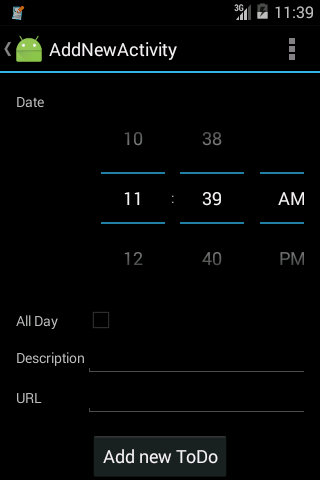 3G 11:39
AddNewActivity
Date
10 38
11 : 39 AM
12 40 PM
All Day
Description
URL
Add new ToDo